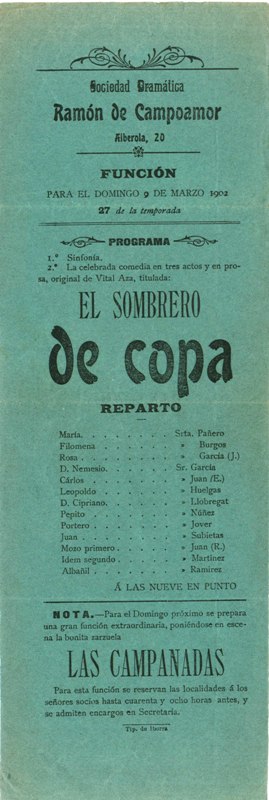 Sociedad Dramática
Ramón de Campoamor
Alberola, 20
FUNCIÓN
PARA EL DOMINGO 9 DE MARZO 1902
27 de la temporada
PROGRAMA
1.º Sinfonía.
2.º La celebrada comedia en tres actos y en pro-
sa, original de Vital Aza, titulada:
EL SOMBRERO
de copa
REPARTO
María. . . . . . . . Srta. Pañero
Filomena . . . . . . » Burgos
Rosa . . . . . . . . » García (J.)
D. Nemesio. . . . . . Sr. García
Cárlos . . . . . . . » Juan (E.)
Leopoldo . . . . . . » Huelgas
D. Cipriano. . . . . . » Llobregat
Pepito . . . . . . . » Núñez
Portero . . . . . . . » Jover
Juan . . . . . . . . » Subietas
Mozo primero . . . . . » Juan (R.)
Idem segundo . . . . . » Martinez
Albañil . . . . . . . » Ramirez
Á LAS NUEVE EN PUNTO
NOTA.—Para el Domingo próximo se prepara
una gran función extraordinaria, poniéndose en esce-
na la bonita zarzuela
LAS CAMPANADAS
Para esta función se reservan las localidades á los
señores socios hasta cuarenta y ocho horas antes, y
se admiten encargos en Secretaría.
Tip. de Ibarra